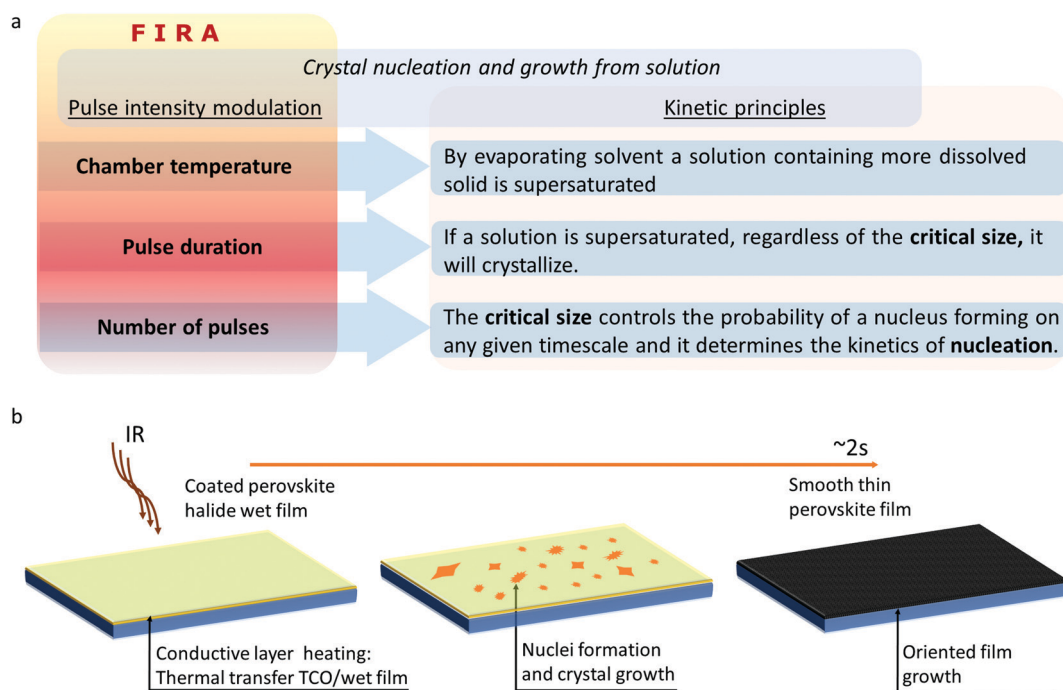 a
F I R A
Crystal nucleation and growth from solution
Pulse intensity modulation
Kinetic principles
Chamber temperature
By evaporating solvent a solution containing more dissolved
solid is supersaturated
Pulse duration
If a solution is supersaturated, regardless of the critical size, it
will crystallize.
Number of pulses
The critical size controls the probability of a nucleus forming on
any given timescale and it determines the kinetics of nucleation.
b
IR
~2s
Coated perovskite
halide wet film
Smooth thin
perovskite film
Conductive layer heating:
Thermal transfer TCO/wet film
Nuclei formation
and crystal growth
Oriented film
growth